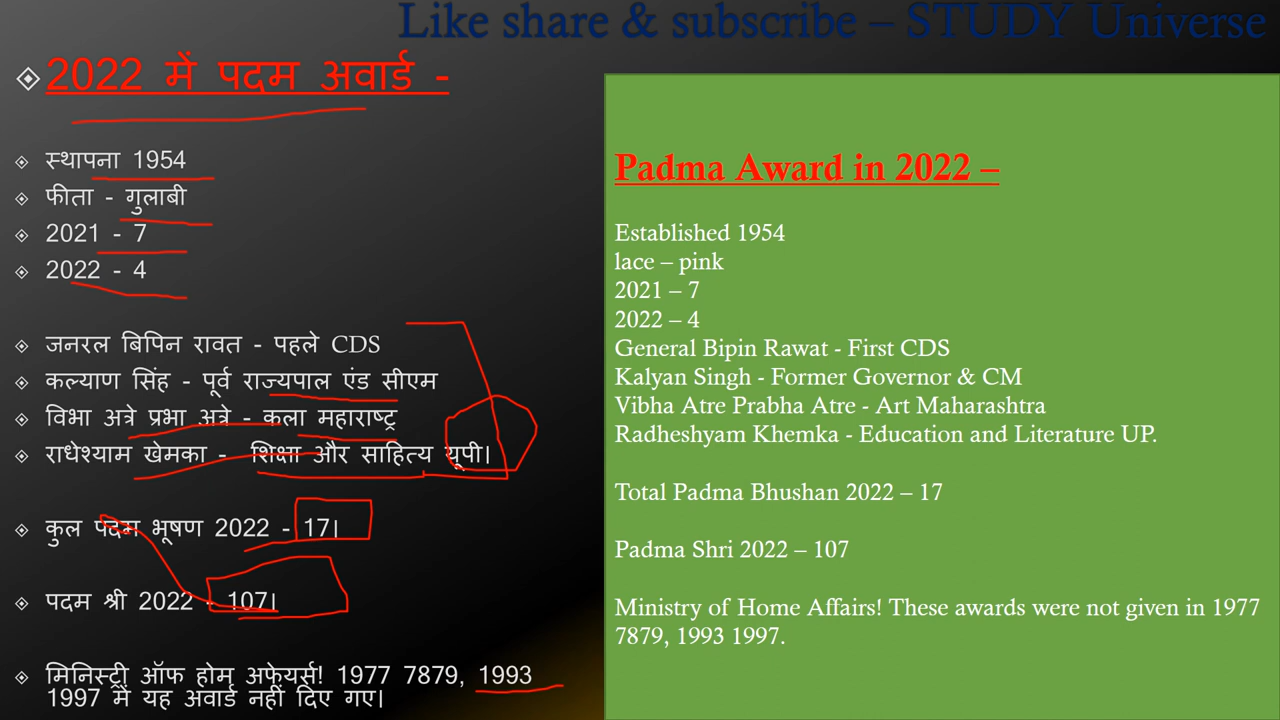 Like share & subscribe – STUDY Universe
2022 में पदम अवार्ड -
स्थापना 1954
फीता - गुलाबी
2021 - 7
2022 - 4
जनरल बिपिन रावत - पहले CDS
कल्याण सिंह - पूर्व राज्यपाल एंड सीएम
विभा अत्रे प्रभा अत्रे - कला महाराष्ट्र
राधेश्याम खेमका - शिक्षा और साहित्य यूपी।
कुल पदम भूषण 2022 - 17।
पदम श्री 2022 - 107।
मिनिस्ट्री ऑफ होम अफेयर्स! 1977 7879, 1993
1997 में यह अवार्ड नहीं दिए गए।
Padma Award in 2022 –
Established 1954
lace – pink
2021 – 7
2022 – 4
General Bipin Rawat - First CDS
Kalyan Singh - Former Governor & CM
Vibha Atre Prabha Atre - Art Maharashtra
Radheshyam Khemka - Education and Literature UP.
Total Padma Bhushan 2022 – 17
Padma Shri 2022 – 107
Ministry of Home Affairs! These awards were not given in 1977
7879, 1993 1997.